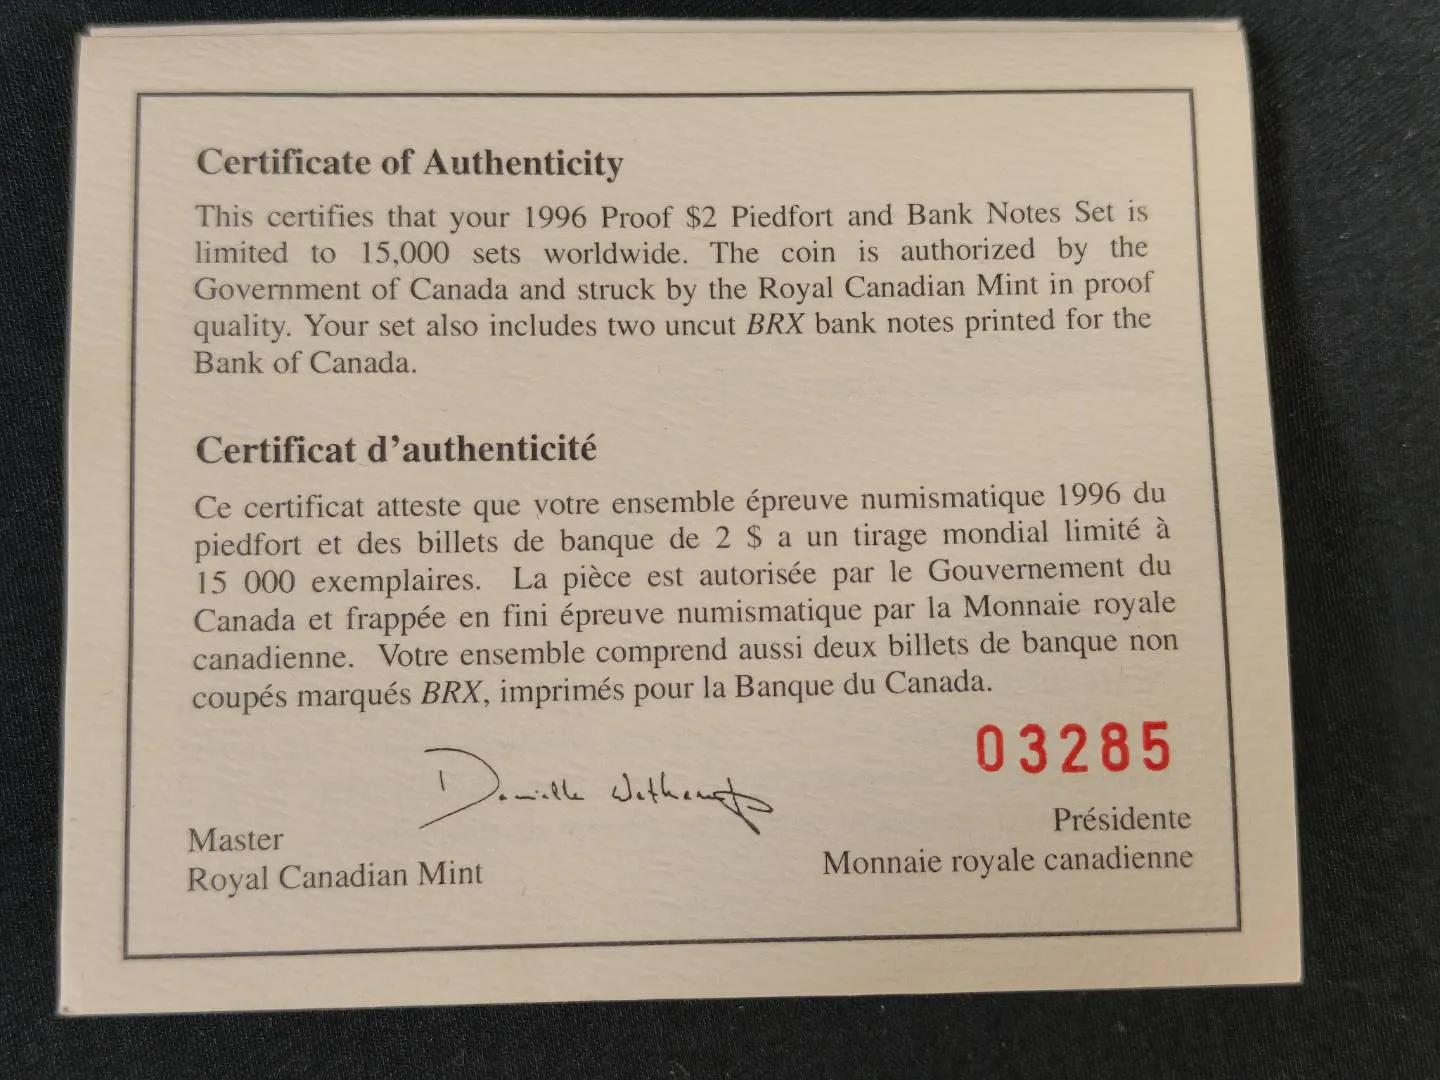 Certificate of Authenticity
This certifies that your 1996 Proof $2 Piedfort and Bank Notes Set is
limited to 15,000 sets worldwide. The coin is authorized by the
Government of Canada and struck by the Royal Canadian Mint in proof
quality. Your set also includes two uncut BRX bank notes printed for the
Bank of Canada.
Certificat d'authenticité
Ce certificat atteste que votre ensemble épreuve numismatique 1996 du
piedfort et des billets de banque de 2 $ a un tirage mondial limité à
15 000 exemplaires. La pièce est autorisée par le Gouvernement du
Canada et frappée en fini épreuve numismatique par la Monnaie royale
canadienne. Votre ensemble comprend aussi deux billets de banque non
coupés marqués BRX, imprimés pour la Banque du Canada.
03285
Danielle
Master
Royal Canadian Mint
Présidente
Monnaie royale canadienne